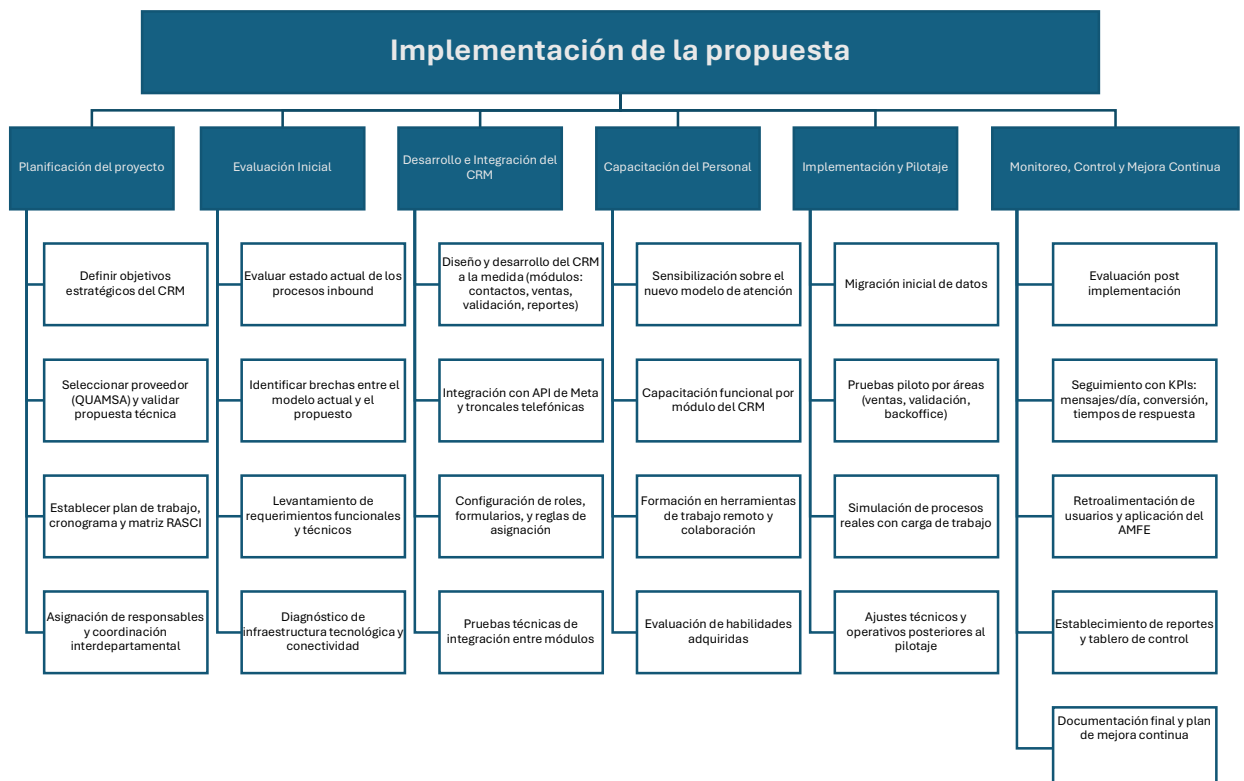 Implementación de la propuesta
Planificación del proyecto
Evaluación Inicial
Desarrollo e Integración del
CRM
Capacitación del Personal
Implementación y Pilotaje
Monitoreo, Control y Mejora Continua
Definir objetivos
estratégicos del CRM
Seleccionar proveedor
(QUAMSA) y validar
propuesta técnica
Establecer plan de trabajo,
cronograma y matriz RASCI
Asignación de responsables
y coordinación
interdepartamental
Evaluar estado actual de los
procesos inbound
Identificar brechas entre el
modelo actual y el
propuesto
Levantamiento de
requerimientos funcionales
y técnicos
Diagnóstico de
infraestructura tecnológica y
conectividad
Diseño y desarrollo del CRM
a la medida (módulos:
contactos, ventas,
validación, reportes)
Integración con API de Meta
y troncales telefónicas
Configuración de roles,
formularios, y reglas de
asignación
Pruebas técnicas de
integración entre módulos
Sensibilización sobre el
nuevo modelo de atención
Capacitación funcional por
módulo del CRM
Formación en herramientas
de trabajo remoto y
colaboración
Evaluación de habilidades
adquiridas
Migración inicial de datos
Pruebas piloto por áreas
(ventas, validación,
backoffice)
Simulación de procesos
reales con carga de trabajo
Ajustes técnicos y
operativos posteriores al
pilotaje
Evaluación post
implementación
Seguimiento con KPIs:
mensajes/día, conversión,
tiempos de respuesta
Retroalimentación de
usuarios y aplicación del
AMFE
Establecimiento de reportes
y tablero de control
Documentación final y plan
de mejora continua